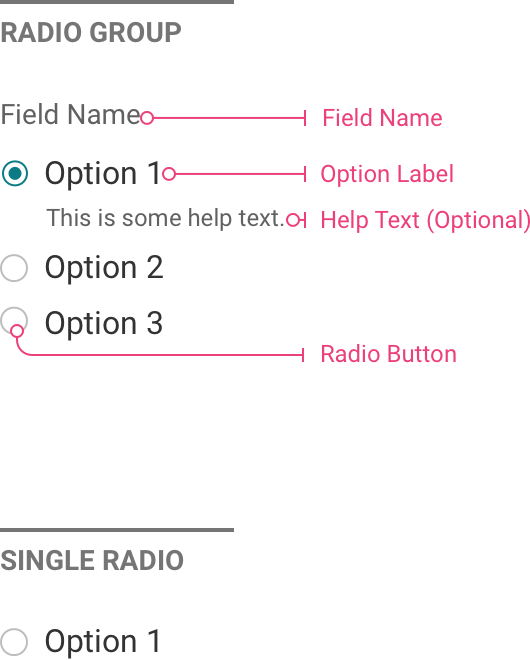 RADIO GROUP
Field Name Field Name
Option 1 Option Label
This is some help text. Help Text (Optional)
Option 2
Option 3
Radio Button
SINGLE RADIO
Option 1